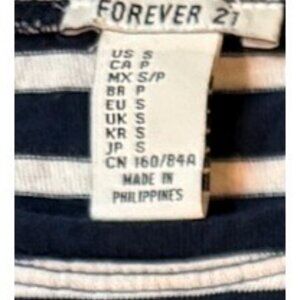 FOREVER 21
US S
CA P
MX S/P
BR P
EU S
UK S
KR S
JP S
CN 160/84A
MADE IN
PHILIPPINES